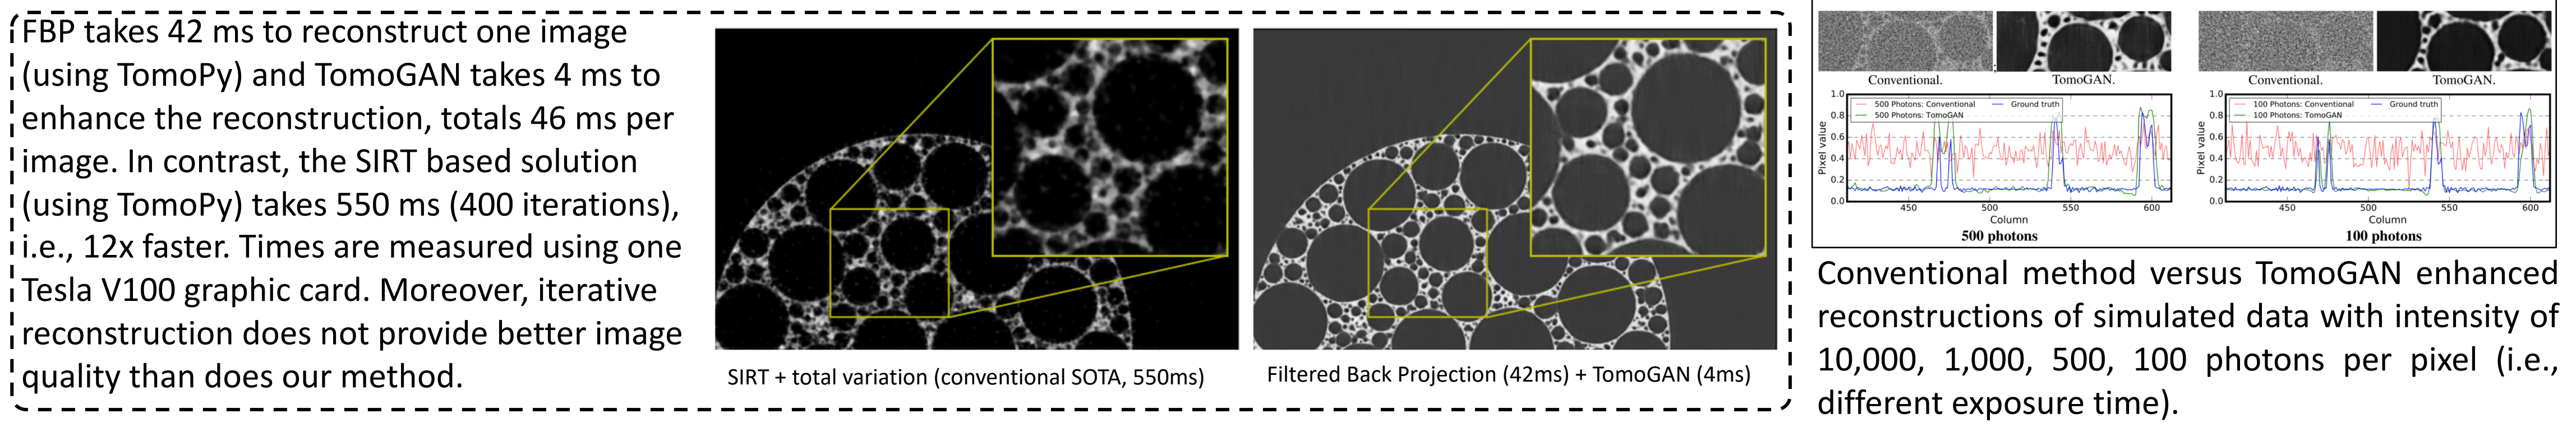 FBP takes 42 ms to reconstruct one image
(using TomoPy) and TomoGAN takes 4 ms to
enhance the reconstruction, totals 46 ms per
image. In contrast, the SIRT based solution
(using TomoPy) takes 550 ms (400 iterations),
i.e., 12x faster. Times are measured using one
Tesla V100 graphic card. Moreover, iterative
reconstruction does not provide better image
quality than does our method.
SIRT + total variation (conventional SOTA, 550ms)
Filtered Back Projection (42ms) + TomoGAN (4ms)
Conventional.
;
TomoGAN.
1.0
0.8
0.6
0.4
0.2
0.0
Pixel value
500 Photons: Conventional
500 Photons: TomoGAN
Ground truth
450
500
550
600
Column
500 photons
Conventional.
TomoGAN.
1.0
0.8
0.6
0.4
0.2
0.0
Pixel value
100 Photons: Conventional
100 Photons: TomoGAN
Ground truth
450
500
550
600
Column
100 photons
Conventional method versus TomoGAN enhanced
reconstructions of simulated data with intensity of
10,000, 1,000, 500, 100 photons per pixel (i.e.,
different exposure time).